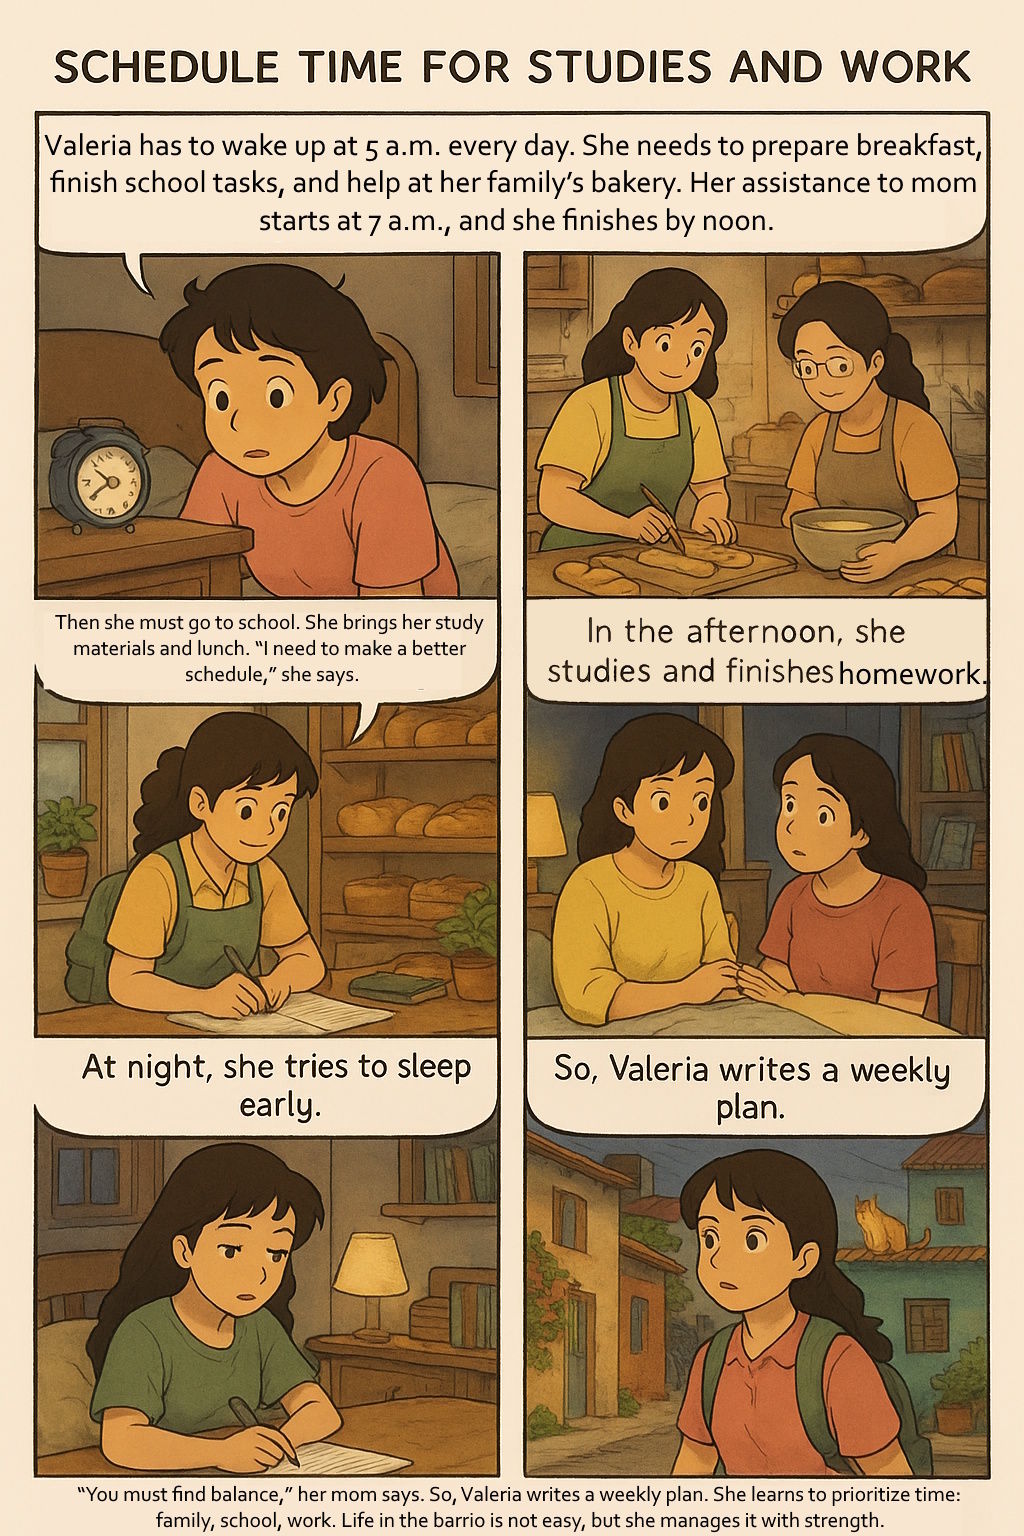 SCHEDULE TIME FOR STUDIES AND WORK
Valeria has to wake up at 5 a.m. every day. She needs to prepare breakfast,
finish school tasks, and help at her family’s bakery. Her assistance to mom
starts at 7 a.m., and she finishes by noon.
Then she must go to school. She brings her study
materials and lunch. “I need to make a better
schedule,” she says.
In the afternoon, she
studies and finishes homework.
At night, she tries to sleep
early.
So, Valeria writes a weekly
plan.
“You must find balance,” her mom says. So, Valeria writes a weekly plan. She learns to prioritize time:
family, school, work. Life in the barrio is not easy, but she manages it with strength.